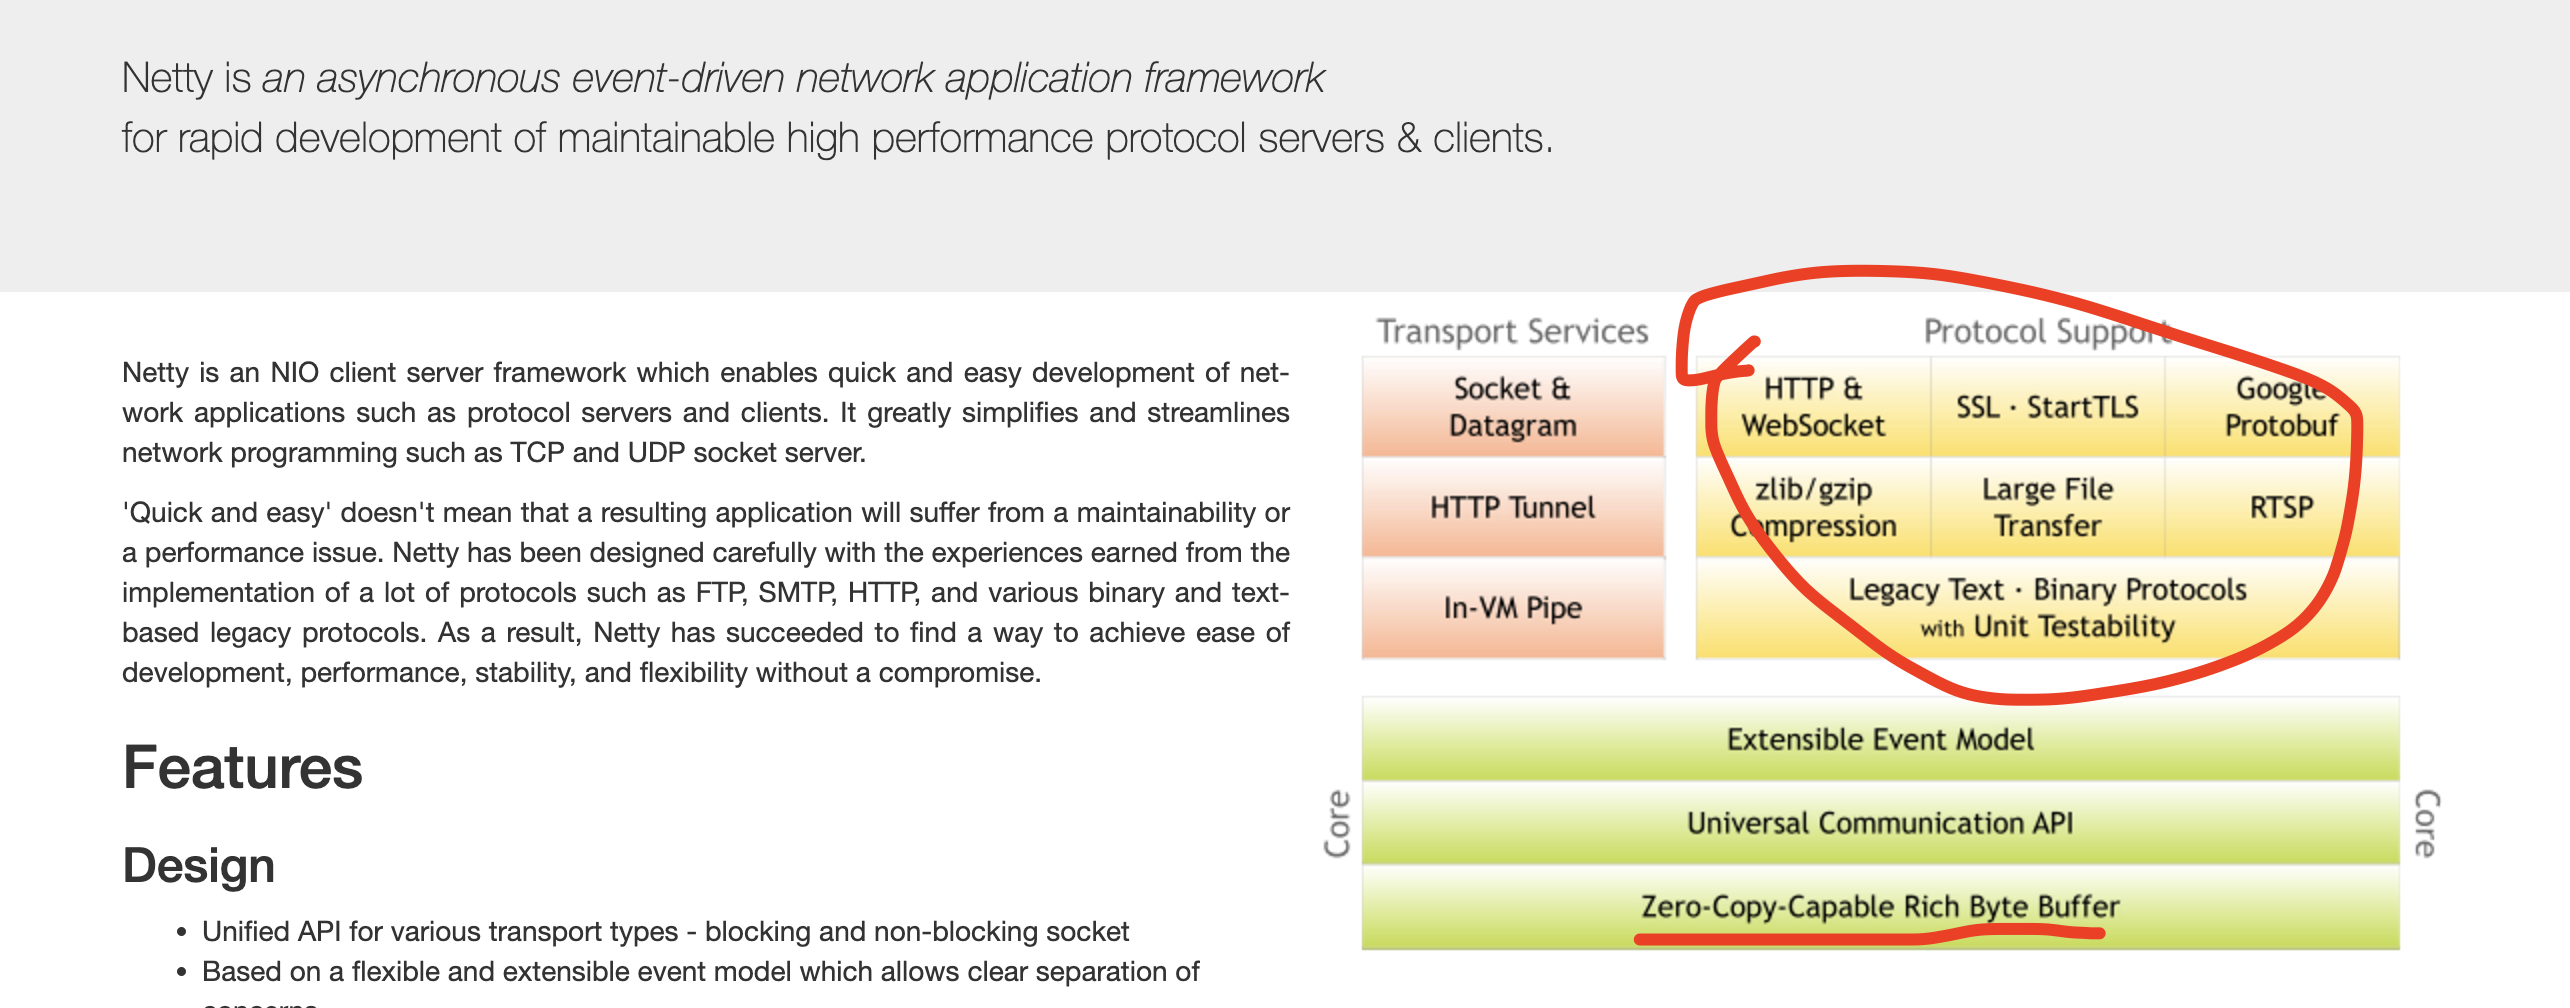 Netty is an asynchronous event-driven network application framework
for rapid development of maintainable high performance protocol servers & clients.
Netty is an NIO client server framework which enables quick and easy development of net-
work applications such as protocol servers and clients. It greatly simplifies and streamlines
network programming such as TCP and UDP socket server.
'Quick and easy' doesn't mean that a resulting application will suffer from a maintainability or
a performance issue. Netty has been designed carefully with the experiences earned from the
implementation of a lot of protocols such as FTP, SMTP, HTTP, and various binary and text-
based legacy protocols. As a result, Netty has succeeded to find a way to achieve ease of
development, performance, stability, and flexibility without a compromise.
Features
Design
• Unified API for various transport types - blocking and non-blocking socket
• Based on a flexible and extensible event model which allows clear separation of
Transport Services
Socket &
Datagram
HTTP Tunnel
In-VM Pipe
Protocol Support
HTTP &
WebSocket
SSL · StartTLS
Google
Protobuf
zlib/gzip
Compression
Large File
Transfer
RTSP
Legacy Text · Binary Protocols
with Unit Testability
Core
Extensible Event Model
Universal Communication API
Zero-Copy-Capable Rich Byte Buffer
Core